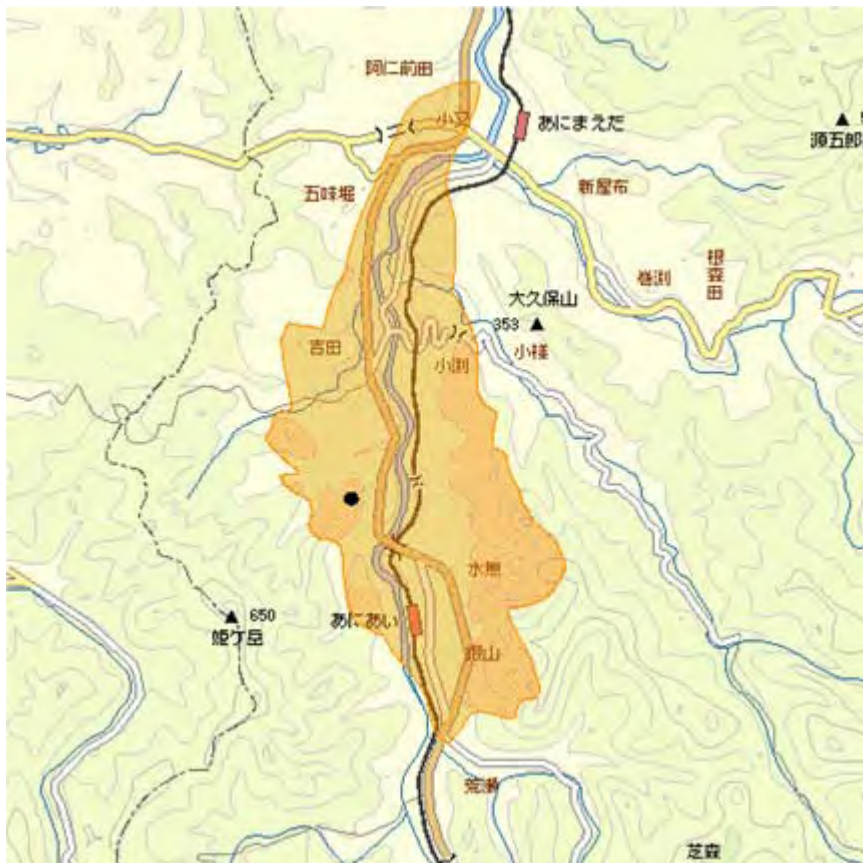 阿仁前田
小又
あにまえだ
源五郎
五味堀
新屋布
根森田
巻渕
大久保山
353
吉田
小渕
小様
水無
650
姫ケ岳
あにあい
銀山
荒瀬
芝森